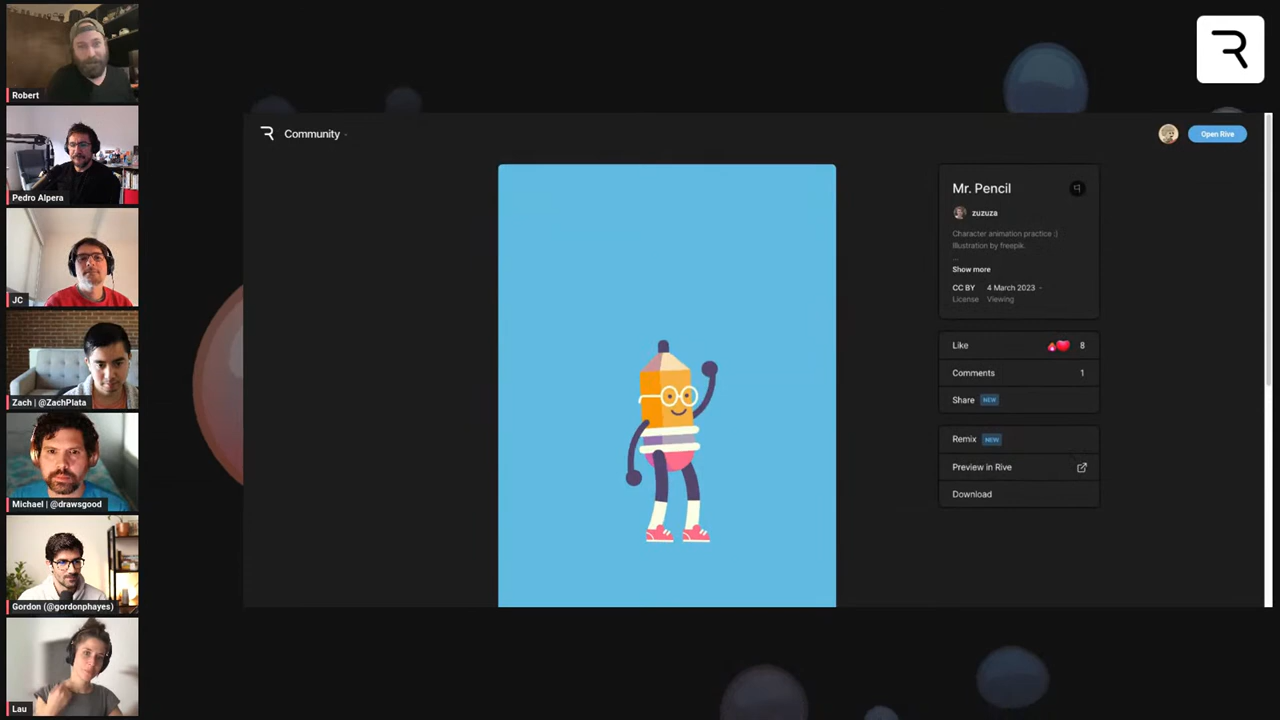 Robert
Pedro Alpera
JC
Zach | @ZachPlata
Michael | @drawsgood
Gordon (@gordonphayes)
Lau
Community
Open Rive
Mr. Pencil
zuzuza
Character animation practice :)
Illustration by freepik.
...
Show more
CC BY 4 March 2023 -
License Viewing
Like 8
Comments 1
Share NEW
Remix NEW
Preview in Rive
Download